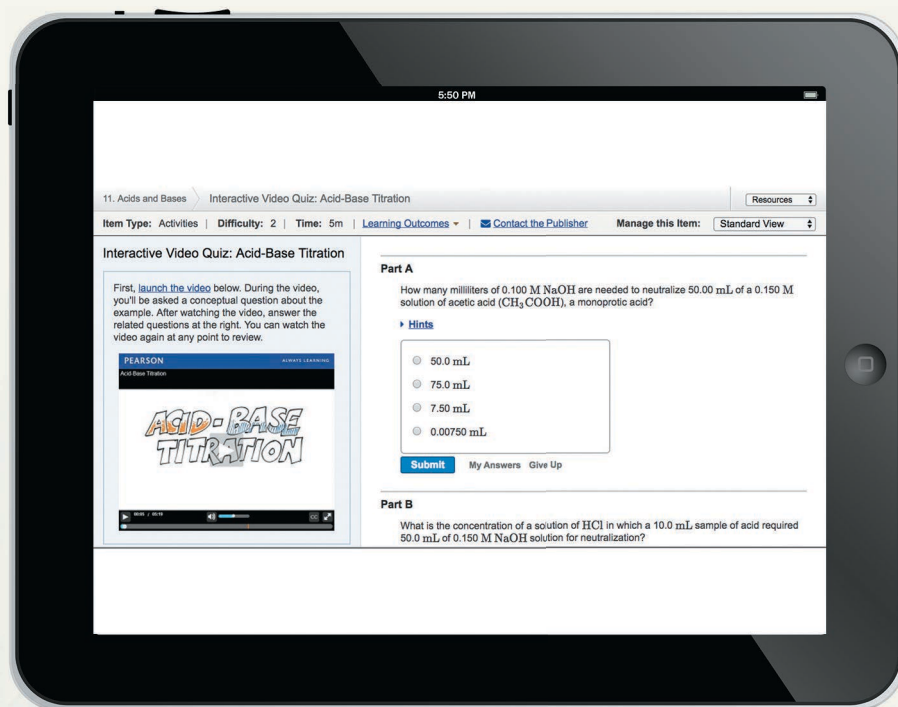 5:50 PM
11. Acids and Bases
Interactive Video Quiz: Acid-Base Titration
Resources
Item Type: Activities | Difficulty: 2 | Time: 5m | Learning Outcomes | Contact the Publisher
Manage this Item: Standard View
Interactive Video Quiz: Acid-Base Titration
First, launch the video below. During the video,
you'll be asked a conceptual question about the
example. After watching the video, answer the
related questions at the right. You can watch the
video again at any point to review.
PEARSON
ALWAYS LEARNING
Acid-Base Titration
ACID-BASE
TITRATION
00:05 / 05:10
CC
Part A
How many milliliters of 0.100 M NaOH are needed to neutralize 50.00 mL of a 0.150 M
solution of acetic acid (CH₃COOH), a monoprotic acid?
Hints
50.0 mL
75.0 mL
7.50 mL
0.00750 mL
Submit My Answers Give Up
Part B
What is the concentration of a solution of HCl in which a 10.0 mL sample of acid required
50.0 mL of 0.150 M NaOH solution for neutralization?